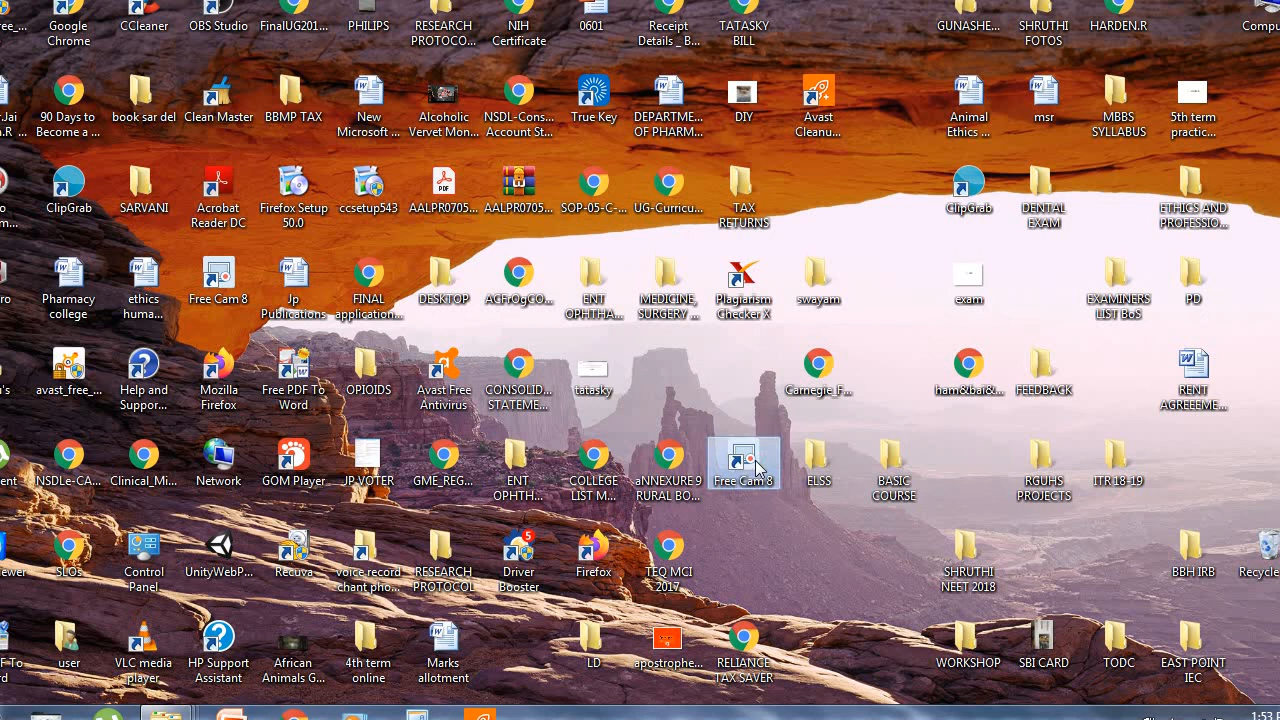 Google
Chrome
CCleaner
OBS Studio
FinalUG201...
PHILIPS
RESEARCH
PROTOCO...
NIH
Certificate
0601
Receipt
Details _ B...
TATASKY
BILL
GUNASHE...
SHRUTHI
FOTOS
HARDEN.R
90 Days to
Become a ...
book sar del
Clean Master
BBMP TAX
New
Microsoft ...
Alcoholic
Vervet Mon...
NSDL-Cons...
Account St...
True Key
DEPARTME...
OF PHARM...
DIY
Avast
Cleanu...
Animal
Ethics ...
msr
MBBS
SYLLABUS
5th term
practic...
ClipGrab
SARVANI
Acrobat
Reader DC
Firefox Setup
50.0
ccsetup543
PDF
AALPR0705...
AALPR0705...
SOP-05-C-...
UG-Curricu...
TAX
RETURNS
ClipGrab
DENTAL
EXAM
ETHICS AND
PROFESSIO...
Pharmacy
college
ethics
huma...
Free Cam 8
Jp
Publications
FINAL
application...
DESKTOP
ACFrOgCO...
ENT
OPHTHA...
MEDICINE,
SURGERY ...
Plagiarism
Checker X
swayam
exam
EXAMINERS
LIST BoS
PD
avast_free_...
Help and
Suppor...
Mozilla
Firefox
Free PDF To
Word
OPIOIDS
Avast Free
Antivirus
CONSOLID...
STATEME...
tatasky
Carnegie_F...
ham&bai&...
FEEDBACK
RENT
AGREEEME...
NSDLe-CA...
Clinical_Mi...
Network
GOM Player
JP VOTER
GME_REG...
ENT
OPHTH...
COLLEGE
LIST M...
aNNEXURE 9
RURAL BO...
Free Cam 8
ELSS
BASIC
COURSE
RGUHS
PROJECTS
ITR 18-19
SLOs
Control
Panel
UnityWebP...
Recuva
voice record
chant pho...
RESEARCH
PROTOCOL
5
Driver
Booster
Firefox
TEQ MCI
2017
SHRUTHI
NEET 2018
BBH IRB
Recycle
user
VLC media
player
HP Support
Assistant
African
Animals G...
4th term
online
Marks
allotment
LD
apostrophe...
RELIANCE
TAX SAVER
WORKSHOP
SBI CARD
TODC
EAST POINT
IEC
1:53